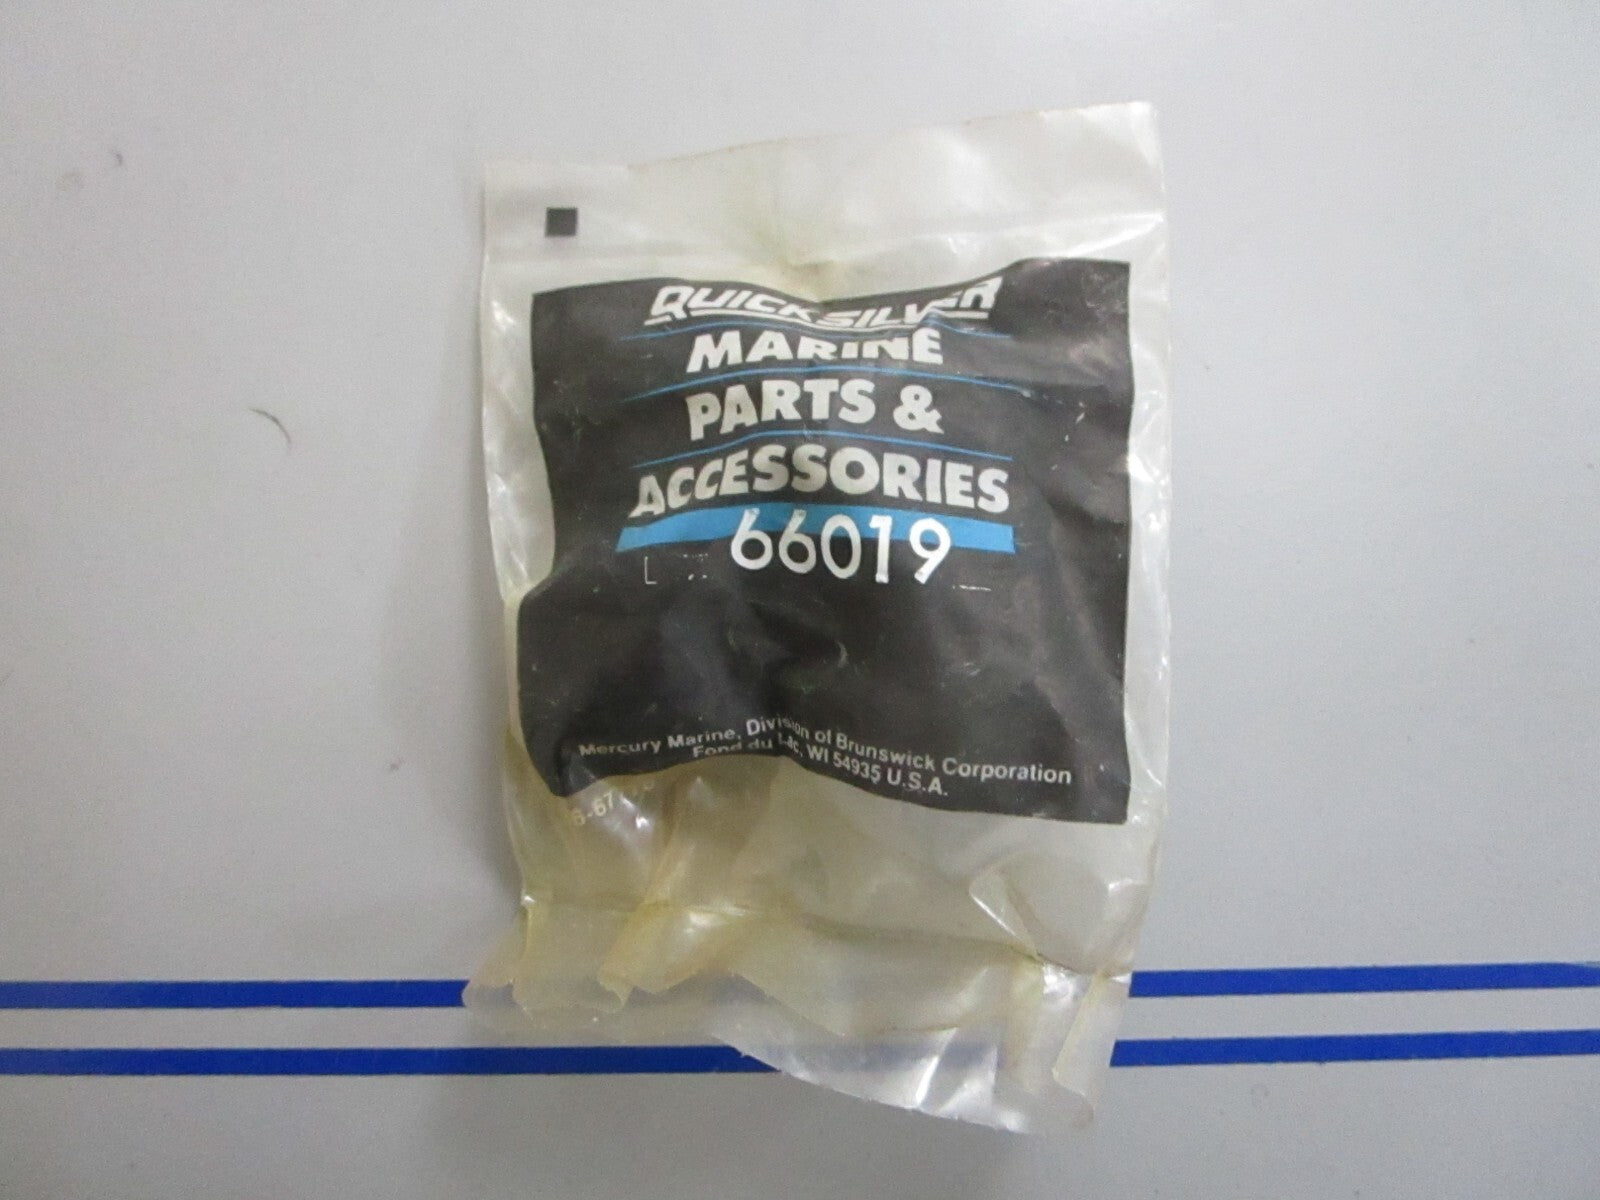 QUICKSILVER
MARINE
PARTS &
ACCESSORIES
66019
Mercury Marine, Division of Brunswick Corporation
Fond du Lac, WI 54935 U.S.A.